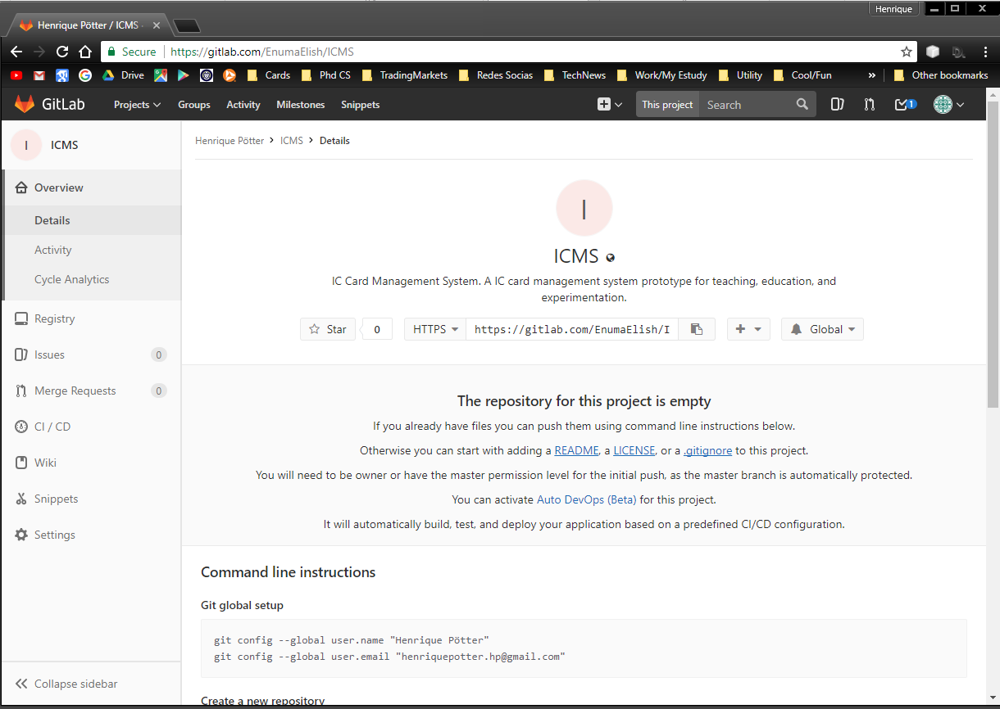 Henrique
Henrique Pötter / ICMS
Secure https://gitlab.com/EnumaElish/ICMS
Drive Cards Phd CS TradingMarkets Redes Socias TechNews Work/My Estudy Utility Cool/Fun » Other bookmarks
GitLab Projects Groups Activity Milestones Snippets This project Search 1
I ICMS
Henrique Pötter > ICMS > Details
Overview
Details
Activity
Cycle Analytics
Registry
Issues 0
Merge Requests 0
CI / CD
Wiki
Snippets
Settings
Collapse sidebar
I
ICMS
IC Card Management System. A IC card management system prototype for teaching, education, and
experimentation.
Star 0 HTTPS https://gitlab.com/EnumaElish/I Global
The repository for this project is empty
If you already have files you can push them using command line instructions below.
Otherwise you can start with adding a README, a LICENSE, or a .gitignore to this project.
You will need to be owner or have the master permission level for the initial push, as the master branch is automatically protected.
You can activate Auto DevOps (Beta) for this project.
It will automatically build, test, and deploy your application based on a predefined CI/CD configuration.
Command line instructions
Git global setup
git config --global user.name "Henrique Pötter"
git config --global user.email "henriquepotter.hp@gmail.com"
Create a new repository